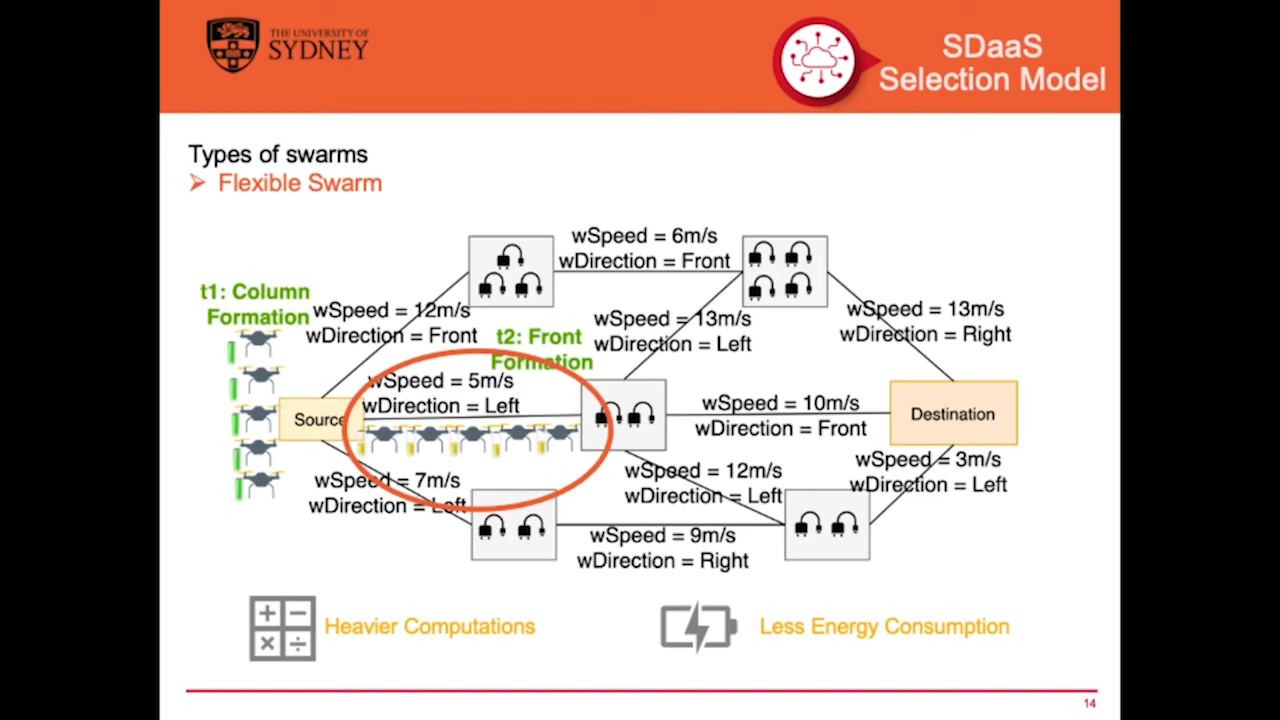 THE UNIVERSITY OF
SYDNEY
SDaaS
Selection Model
Types of swarms
Flexible Swarm
wSpeed = 6m/s
wDirection = Front
t1: Column
Formation
wSpeed = 12m/s
wDirection = Front
t2: Front
Formation
wSpeed = 13m/s
wDirection = Left
wSpeed = 13m/s
wDirection = Right
wSpeed = 5m/s
wDirection = Left
Source
wSpeed = 10m/s
wDirection = Front
Destination
wSpeed = 7m/s
wDirection = Left
wSpeed = 12m/s
wDirection = Left
wSpeed = 3m/s
wDirection = Left
wSpeed = 9m/s
wDirection = Right
Heavier Computations
Less Energy Consumption
14